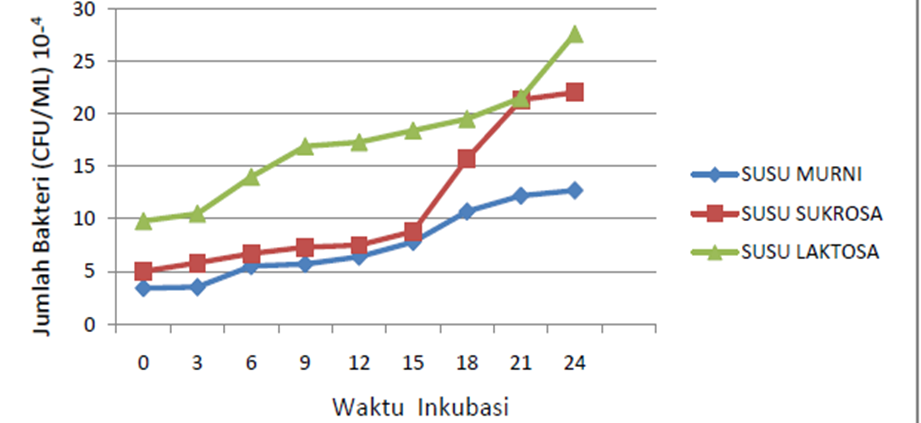 Jumlah Bakteri (CFU/ML) 10-⁴
30
25
20
15
10
5
0
0 3 6 9 12 15 18 21 24
Waktu Inkubasi
SUSU MURNI
SUSU SUKROSA
SUSU LAKTOSA